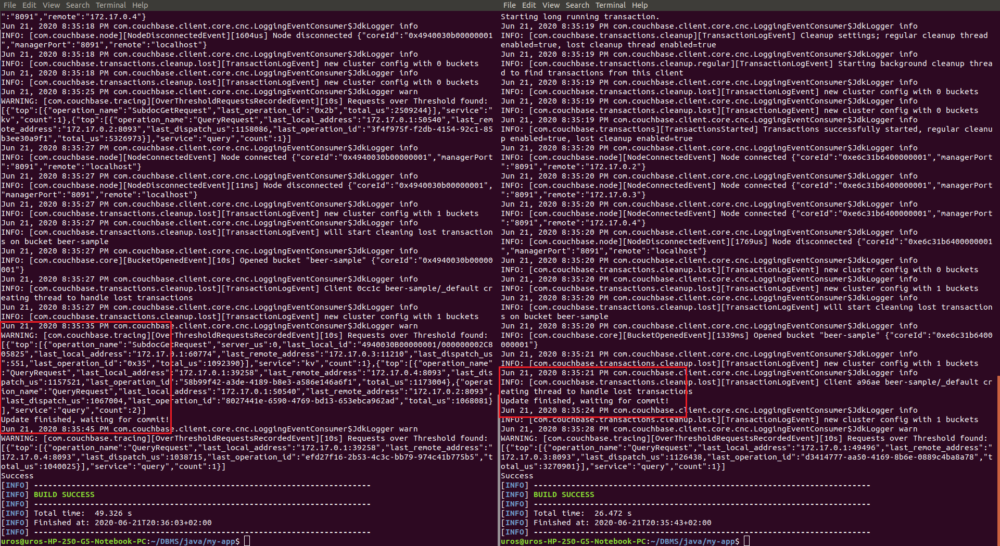 File Edit View Search Terminal Help
":"8091","remote":"172.17.0.4"}
Jun 21, 2020 8:35:18 PM com.couchbase.client.core.cnc.LoggingEventConsumer$JdkLogger info
INFO: [com.couchbase.node][NodeDisconnectedEvent][1604us] Node disconnected {"coreId":"0x4940030b00000001
","managerPort":"8091","remote":"localhost"}
Jun 21, 2020 8:35:18 PM com.couchbase.client.core.cnc.LoggingEventConsumer$JdkLogger info
INFO: [com.couchbase.transactions.cleanup.lost][TransactionLogEvent] new cluster config with 0 buckets
Jun 21, 2020 8:35:18 PM com.couchbase.client.core.cnc.LoggingEventConsumer$JdkLogger info
INFO: [com.couchbase.transactions.cleanup.lost][TransactionLogEvent] new cluster config with 0 buckets
Jun 21, 2020 8:35:25 PM com.couchbase.client.core.cnc.LoggingEventConsumer$JdkLogger warn
WARNING: [com.couchbase.tracing][OverThresholdRequestsRecordedEvent][10s] Requests over Threshold found:
[{"top":[{"operation_name":"SubdocGetRequest","last_operation_id":"0x2b","total_us":2509244}],"service":"
kv","count":1},{"top":[{"operation_name":"QueryRequest","last_local_address":"172.17.0.1:50540","last_rem
ote_address":"172.17.0.2:8093","last_dispatch_us":1158086,"last_operation_id":"3f4f975f-f2db-4154-92c1-85
b3ee30a9f1","total_us":5326973}],"service":"query","count":1}]
Jun 21, 2020 8:35:27 PM com.couchbase.client.core.cnc.LoggingEventConsumer$JdkLogger info
INFO: [com.couchbase.node][NodeConnectedEvent] Node connected {"coreId":"0x4940030b00000001","managerPort
":"8091","remote":"localhost"}
Jun 21, 2020 8:35:27 PM com.couchbase.client.core.cnc.LoggingEventConsumer$JdkLogger info
INFO: [com.couchbase.node][NodeDisconnectedEvent][11ms] Node disconnected {"coreId":"0x4940030b00000001",
"managerPort":"8091","remote":"localhost"}
Jun 21, 2020 8:35:27 PM com.couchbase.client.core.cnc.LoggingEventConsumer$JdkLogger info
INFO: [com.couchbase.transactions.cleanup.lost][TransactionLogEvent] new cluster config with 1 buckets
Jun 21, 2020 8:35:27 PM com.couchbase.client.core.cnc.LoggingEventConsumer$JdkLogger info
INFO: [com.couchbase.transactions.cleanup.lost][TransactionLogEvent] will start cleaning lost transaction
s on bucket beer-sample
Jun 21, 2020 8:35:27 PM com.couchbase.client.core.cnc.LoggingEventConsumer$JdkLogger info
INFO: [com.couchbase.core][BucketOpenedEvent][10s] Opened bucket "beer-sample" {"coreId":"0x4940030b00000
001"}
Jun 21, 2020 8:35:27 PM com.couchbase.client.core.cnc.LoggingEventConsumer$JdkLogger info
INFO: [com.couchbase.transactions.cleanup.lost][TransactionLogEvent] Client 0cc1c beer-sample/_default cr
eating thread to handle lost transactions
Jun 21, 2020 8:35:27 PM com.couchbase.client.core.cnc.LoggingEventConsumer$JdkLogger info
INFO: [com.couchbase.transactions.cleanup.lost][TransactionLogEvent] new cluster config with 1 buckets
Jun 21, 2020 8:35:35 PM com.couchbase.client.core.cnc.LoggingEventConsumer$JdkLogger warn
WARNING: [com.couchbase.tracing][OverThresholdRequestsRecordedEvent][10s] Requests over Threshold found:
[{"top":[{"operation_name":"SubdocGetRequest","server_us":0,"last_local_id":"4940030B00000001/000000002C8
05825","last_local_address":"172.17.0.1:60774","last_remote_address":"172.17.0.3:11210","last_dispatch_us
":551,"last_operation_id":"0x35","total_us":1092390}],"service":"kv","count":1},{"top":[{"operation_name"
:"QueryRequest","last_local_address":"172.17.0.1:39258","last_remote_address":"172.17.0.4:8093","last_dis
patch_us":1157521,"last_operation_id":"58b99f42-a3de-4189-b8e3-a586e146a6f1","total_us":1173004},{"operat
ion_name":"QueryRequest","last_local_address":"172.17.0.1:50540","last_remote_address":"172.17.0.2:8093",
"last_dispatch_us":1067004,"last_operation_id":"8027441e-6590-4769-bd13-653ebca962ad","total_us":1068081}
],"service":"query","count":2}]
Update finished, waiting for commit!
Jun 21, 2020 8:35:45 PM com.couchbase.client.core.cnc.LoggingEventConsumer$JdkLogger warn
WARNING: [com.couchbase.tracing][OverThresholdRequestsRecordedEvent][10s] Requests over Threshold found:
[{"top":[{"operation_name":"QueryRequest","last_local_address":"172.17.0.1:39258","last_remote_address":"
172.17.0.4:8093","last_dispatch_us":1038715,"last_operation_id":"efd27f16-2b53-4c3c-bb79-974c41b775b5","t
otal_us":1040025}],"service":"query","count":1}]
Success
[INFO] ------------------------------------------------------------------------
[INFO] BUILD SUCCESS
[INFO] ------------------------------------------------------------------------
[INFO] Total time:  49.326 s
[INFO] Finished at: 2020-06-21T20:36:03+02:00
[INFO] ------------------------------------------------------------------------
uros@uros-HP-250-G5-Notebook-PC:~/DBMS/java/my-app$
File Edit View Search Terminal Help
Starting long running transaction.
Jun 21, 2020 8:35:19 PM com.couchbase.client.core.cnc.LoggingEventConsumer$JdkLogger info
INFO: [com.couchbase.transactions.cleanup][TransactionLogEvent] Cleanup settings; regular cleanup thread
enabled=true, lost cleanup thread enabled=true
Jun 21, 2020 8:35:19 PM com.couchbase.client.core.cnc.LoggingEventConsumer$JdkLogger info
INFO: [com.couchbase.transactions.cleanup.regular][TransactionLogEvent] Starting background cleanup threa
d to find transactions from this client
Jun 21, 2020 8:35:19 PM com.couchbase.client.core.cnc.LoggingEventConsumer$JdkLogger info
INFO: [com.couchbase.transactions.cleanup.lost][TransactionLogEvent] new cluster config with 0 buckets
Jun 21, 2020 8:35:19 PM com.couchbase.client.core.cnc.LoggingEventConsumer$JdkLogger info
INFO: [com.couchbase.transactions.cleanup.lost][TransactionLogEvent] new cluster config with 0 buckets
Jun 21, 2020 8:35:19 PM com.couchbase.client.core.cnc.LoggingEventConsumer$JdkLogger info
INFO: [com.couchbase.transactions][TransactionsStarted] Transactions successfully started, regular cleanu
p enabled=true, lost cleanup enabled=true
Jun 21, 2020 8:35:20 PM com.couchbase.client.core.cnc.LoggingEventConsumer$JdkLogger info
INFO: [com.couchbase.node][NodeConnectedEvent] Node connected {"coreId":"0xe6c31b6400000001","managerPort
":"8091","remote":"172.17.0.2"}
Jun 21, 2020 8:35:20 PM com.couchbase.client.core.cnc.LoggingEventConsumer$JdkLogger info
INFO: [com.couchbase.node][NodeConnectedEvent] Node connected {"coreId":"0xe6c31b6400000001","managerPort
":"8091","remote":"172.17.0.3"}
Jun 21, 2020 8:35:20 PM com.couchbase.client.core.cnc.LoggingEventConsumer$JdkLogger info
INFO: [com.couchbase.node][NodeConnectedEvent] Node connected {"coreId":"0xe6c31b6400000001","managerPort
":"8091","remote":"172.17.0.4"}
Jun 21, 2020 8:35:20 PM com.couchbase.client.core.cnc.LoggingEventConsumer$JdkLogger info
INFO: [com.couchbase.node][NodeDisconnectedEvent][1769us] Node disconnected {"coreId":"0xe6c31b6400000001
","managerPort":"8091","remote":"localhost"}
Jun 21, 2020 8:35:20 PM com.couchbase.client.core.cnc.LoggingEventConsumer$JdkLogger info
INFO: [com.couchbase.transactions.cleanup.lost][TransactionLogEvent] new cluster config with 0 buckets
Jun 21, 2020 8:35:20 PM com.couchbase.client.core.cnc.LoggingEventConsumer$JdkLogger info
INFO: [com.couchbase.transactions.cleanup.lost][TransactionLogEvent] new cluster config with 1 buckets
Jun 21, 2020 8:35:20 PM com.couchbase.client.core.cnc.LoggingEventConsumer$JdkLogger info
INFO: [com.couchbase.transactions.cleanup.lost][TransactionLogEvent] will start cleaning lost transaction
s on bucket beer-sample
Jun 21, 2020 8:35:20 PM com.couchbase.client.core.cnc.LoggingEventConsumer$JdkLogger info
INFO: [com.couchbase.core][BucketOpenedEvent][1339ms] Opened bucket "beer-sample" {"coreId":"0xe6c31b6400
000001"}
Jun 21, 2020 8:35:21 PM com.couchbase.client.core.cnc.LoggingEventConsumer$JdkLogger info
INFO: [com.couchbase.transactions.cleanup.lost][TransactionLogEvent] new cluster config with 1 buckets
Jun 21, 2020 8:35:21 PM com.couchbase.client.core.cnc.LoggingEventConsumer$JdkLogger info
INFO: [com.couchbase.transactions.cleanup.lost][TransactionLogEvent] Client a96ae beer-sample/_default cr
eating thread to handle lost transactions
Update finished, waiting for commit!
Jun 21, 2020 8:35:24 PM com.couchbase.client.core.cnc.LoggingEventConsumer$JdkLogger info
INFO: [com.couchbase.transactions.cleanup.lost][TransactionLogEvent] new cluster config with 1 buckets
Jun 21, 2020 8:35:28 PM com.couchbase.client.core.cnc.LoggingEventConsumer$JdkLogger warn
WARNING: [com.couchbase.tracing][OverThresholdRequestsRecordedEvent][10s] Requests over Threshold found:
[{"top":[{"operation_name":"QueryRequest","last_local_address":"172.17.0.1:49496","last_remote_address":"
172.17.0.3:8093","last_dispatch_us":1126438,"last_operation_id":"d3414777-aa50-4169-8b6e-0889c4ba8a78","t
otal_us":3270901}],"service":"query","count":1}]
Success
[INFO] ------------------------------------------------------------------------
[INFO] BUILD SUCCESS
[INFO] ------------------------------------------------------------------------
[INFO] Total time:  26.472 s
[INFO] Finished at: 2020-06-21T20:35:43+02:00
[INFO] ------------------------------------------------------------------------
uros@uros-HP-250-G5-Notebook-PC:~/DBMS/java/my-app$